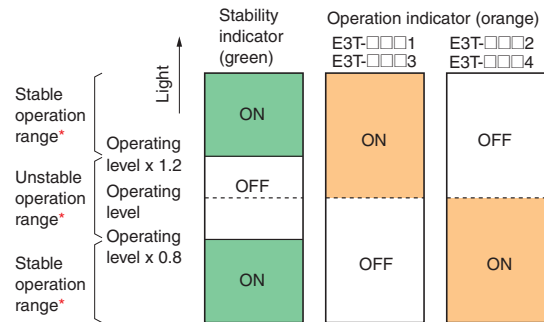 Stability
indicator
(green)
Operation indicator (orange)
E3T-□□□1
E3T-□□□3
E3T-□□□2
E3T-□□□4
Light
Stable
operation
range*
Unstable
operation
range*
Stable
operation
range*
Operating
level x 1.2
Operating
level
Operating
level x 0.8
ON
OFF
ON
ON
OFF
OFF
ON